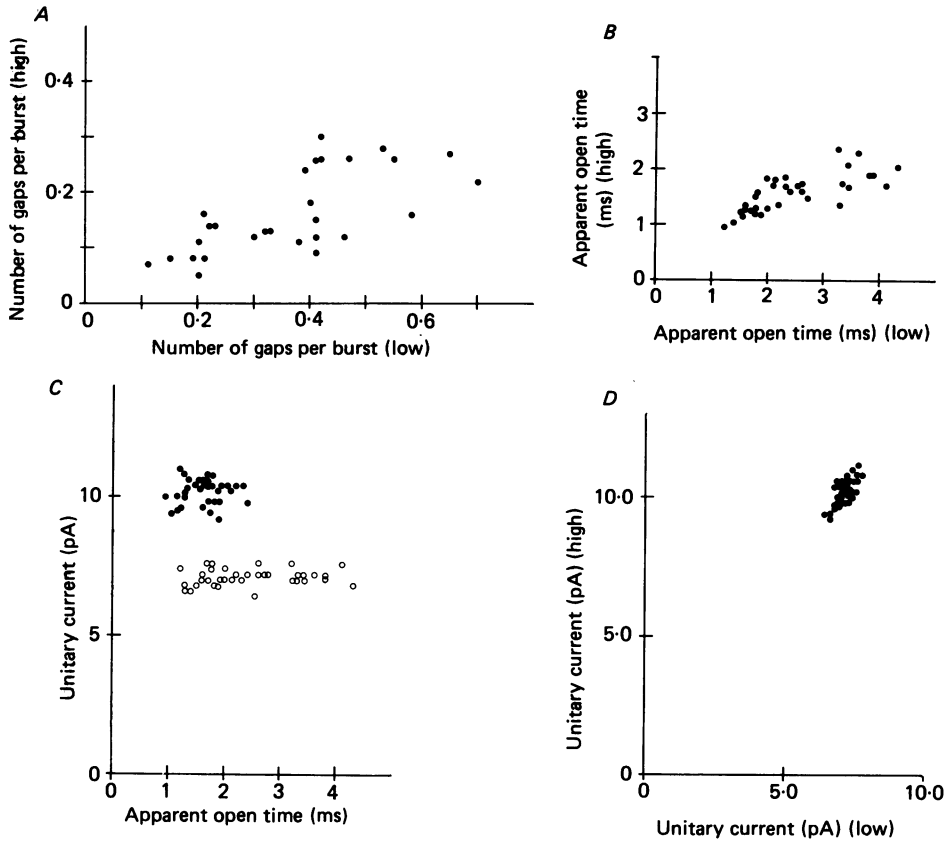 A
Number of gaps per burst (high)
0·4
0·2
0
0
0·2
0·4
0·6
Number of gaps per burst (low)
B
Apparent open time
(ms) (high)
3
2
1
0
0
1
2
3
4
Apparent open time (ms) (low)
C
Unitary current (pA)
10
5
0
0
1
2
3
4
Apparent open time (ms)
D
Unitary current (pA) (high)
10·0
5·0
0
0
5·0
10·0
Unitary current (pA) (low)